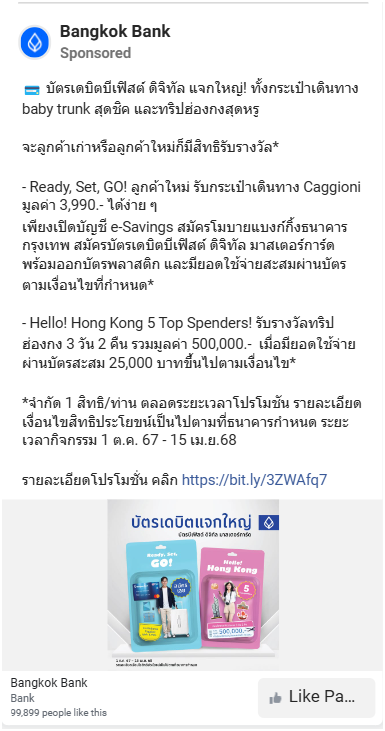 Bangkok Bank
Sponsored
บัตรเดบิตบีเฟิสต์ ดิจิทัล แจกใหญ่! ทั้งกระเป๋าเดินทาง
baby trunk สุดชิค และทริปฮ่องกงสุดหรู
จะลูกค้าเก่าหรือลูกค้าใหม่ก็มีสิทธิรับรางวัล*
- Ready, Set, GO! ลูกค้าใหม่ รับกระเป๋าเดินทาง Caggioni
มูลค่า 3,990.- ได้ง่าย ๆ
เพียงเปิดบัญชี e-Savings สมัครโมบายแบงก์กิ้งธนาคาร
กรุงเทพ สมัครบัตรเดบิตบีเฟิสต์ ดิจิทัล มาสเตอร์การ์ด
พร้อมออกบัตรพลาสติก และมียอดใช้จ่ายสะสมผ่านบัตร
ตามเงื่อนไขที่กำหนด*
- Hello! Hong Kong 5 Top Spenders! รับรางวัลทริป
ฮ่องกง 3 วัน 2 คืน รวมมูลค่า 500,000.-  เมื่อมียอดใช้จ่าย
ผ่านบัตรสะสม 25,000 บาทขึ้นไปตามเงื่อนไข*
*จำกัด 1 สิทธิ/ท่าน ตลอดระยะเวลาโปรโมชัน รายละเอียด
เงื่อนไขสิทธิประโยชน์เป็นไปตามที่ธนาคารกำหนด ระยะ
เวลากิจกรรม 1 ต.ค. 67 - 15 เม.ย.68
รายละเอียดโปรโมชั่น คลิก https://bit.ly/3ZWAfq7
บัตรเดบิตแจกใหญ่
บัตรบีเฟิสต์ ดิจิทัล มาสเตอร์การ์ด
Ready, Set,
GO!
Hello!
Hong Kong
5
500,000.-
Bangkok Bank
Bank
99,899 people like this
Like Pa...